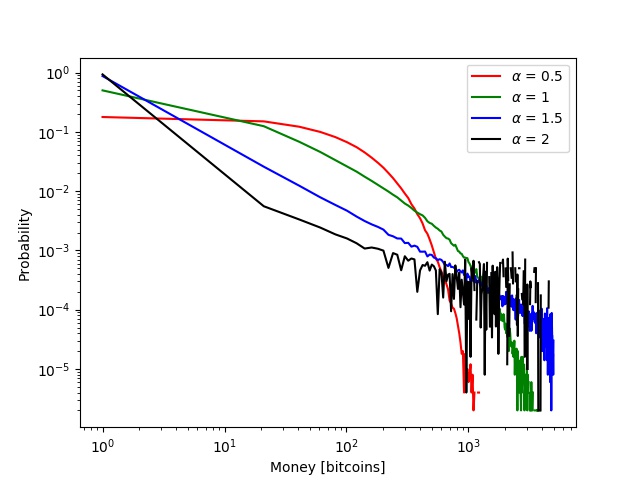 α = 0.5
α = 1
α = 1.5
α = 2
Probability
10⁰
10⁻¹
10⁻²
10⁻³
10⁻⁴
10⁻⁵
10⁰ 10¹ 10² 10³
Money [bitcoins]